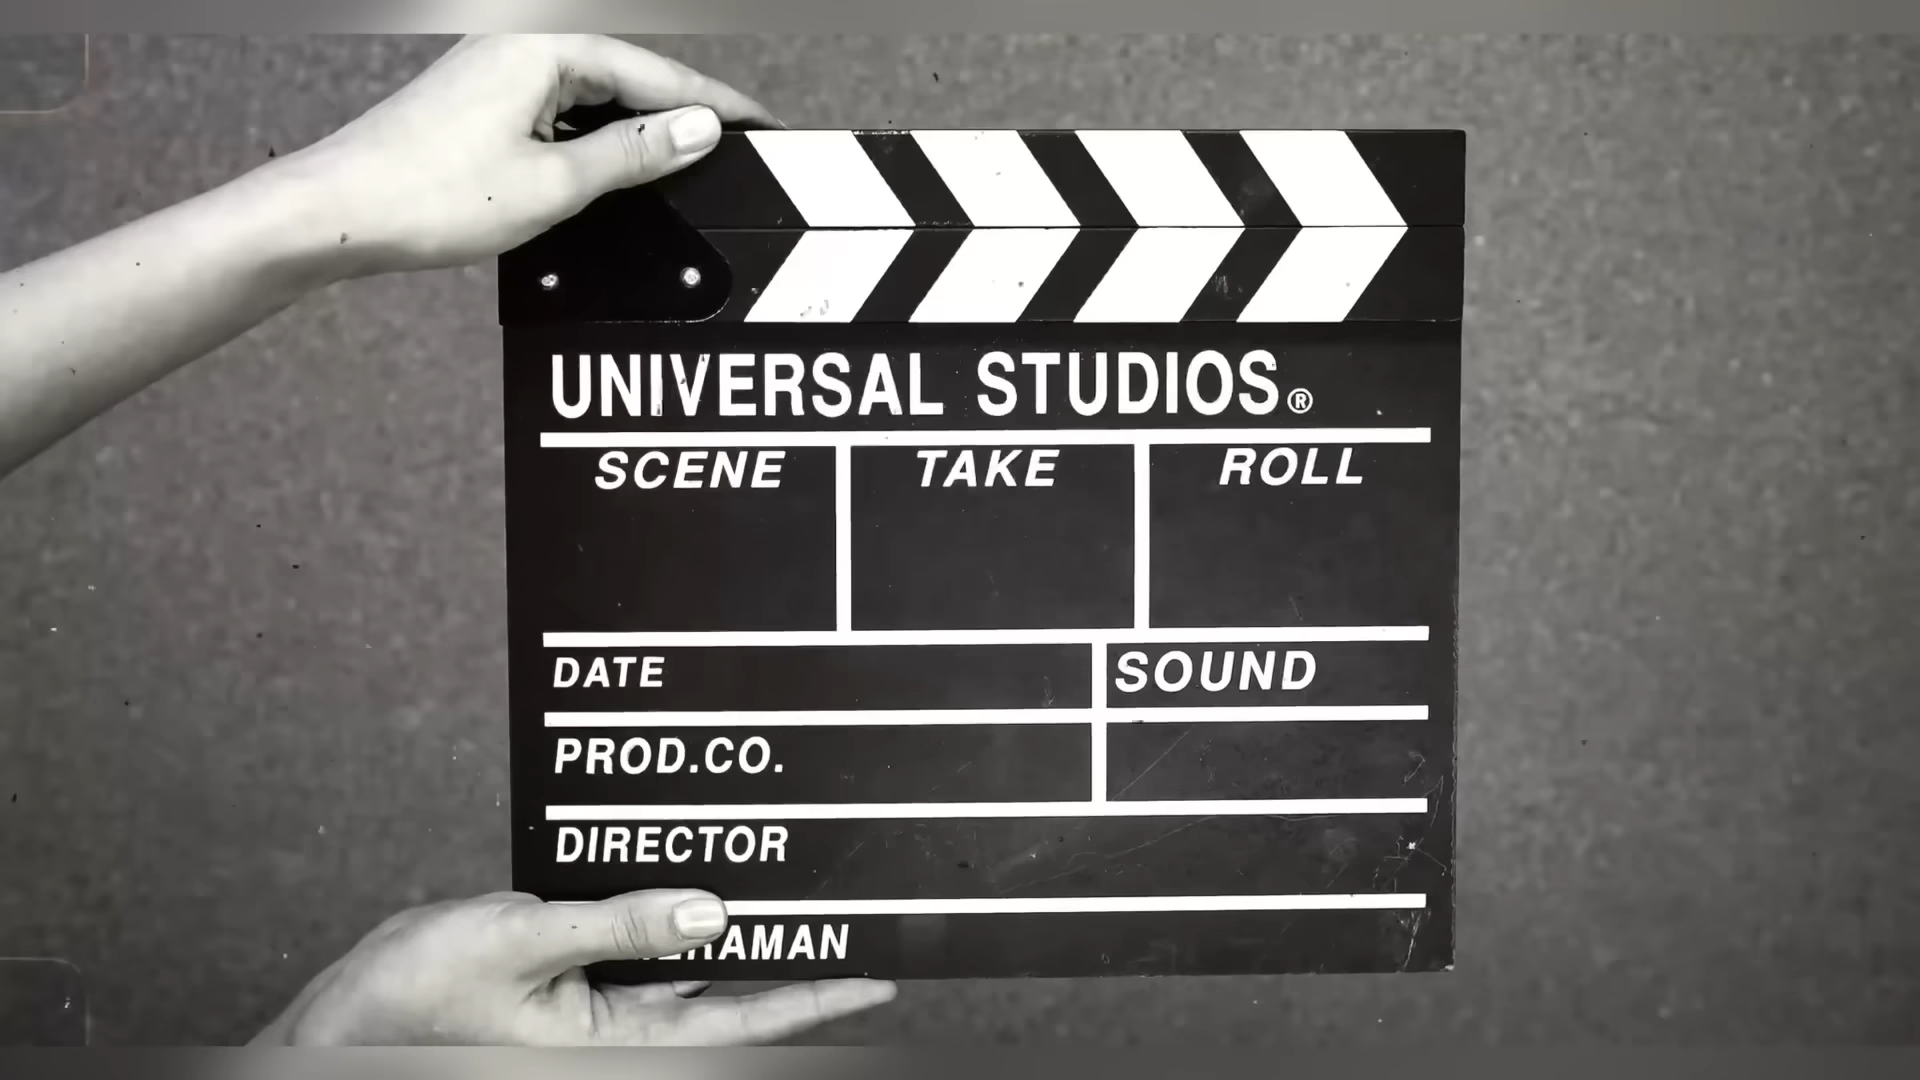 UNIVERSAL STUDIOS®
SCENE TAKE ROLL
DATE SOUND
PROD.CO.
DIRECTOR